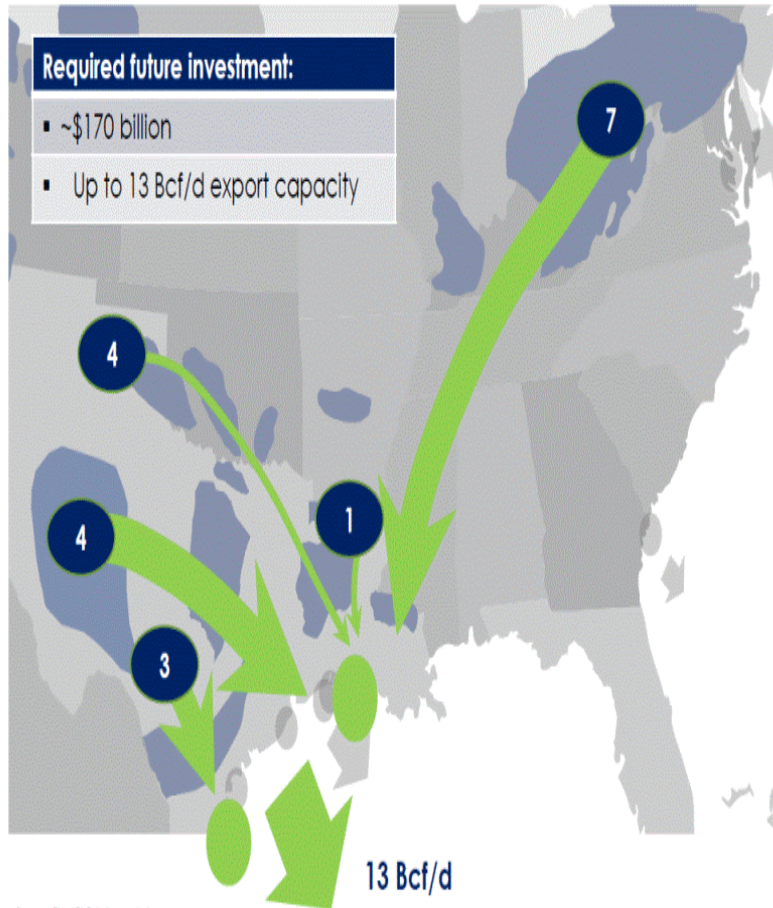 Required future investment:
▪ ~$170 billion
▪ Up to 13 Bcf/d export capacity
7
4
1
4
3
13 Bcf/d